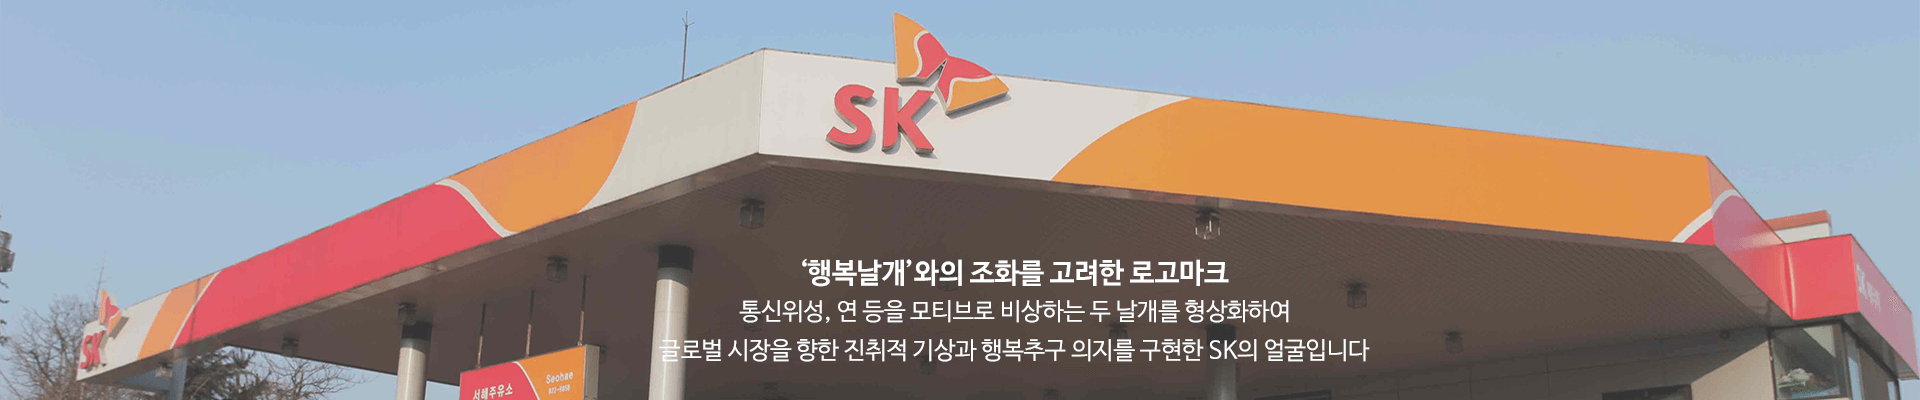 SK
SK
'행복날개'와의 조화를 고려한 로고마크
통신위성, 연 등을 모티브로 비상하는 두 날개를 형상화하여
글로벌 시장을 향한 진취적 기상과 행복추구 의지를 구현한 SK의 얼굴입니다
Seohae
서해주유소